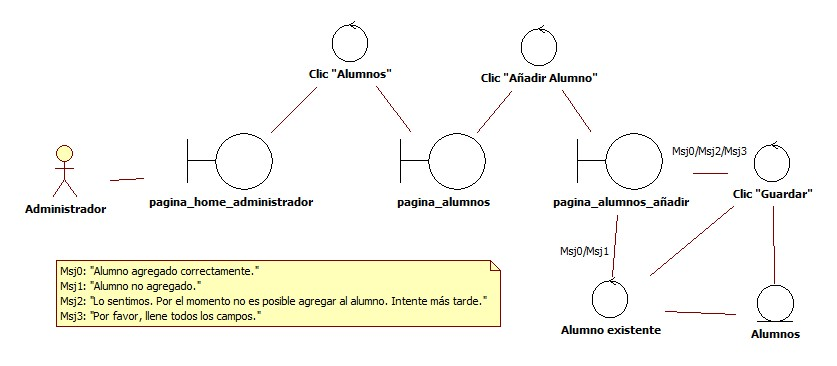 Clic "Alumnos"
Clic "Añadir Alumno"
Msj0/Msj2/Msj3
Administrador
pagina_home_administrador
pagina_alumnos
pagina_alumnos_añadir
Clic "Guardar"
Msj0/Msj1
Msj0: "Alumno agregado correctamente."
Msj1: "Alumno no agregado."
Msj2: "Lo sentimos. Por el momento no es posible agregar al alumno. Intente más tarde."
Msj3: "Por favor, llene todos los campos."
Alumno existente
Alumnos